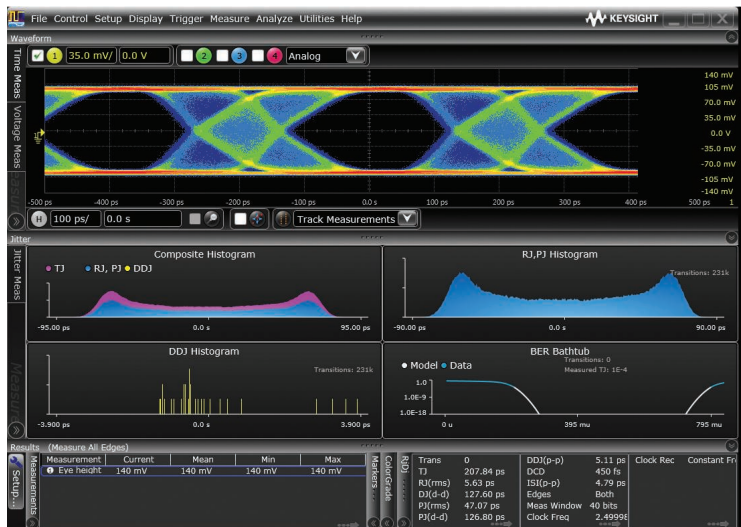 File Control Setup Display Trigger Measure Analyze Utilities Help
KEYSIGHT
Waveform
Time Meas
Voltage Meas
1 35.0 mV/ 0.0 V 2 3 4 Analog
140 mV
105 mV
70.0 mV
35.0 mV
0.0 V
-35.0 mV
-70.0 mV
-105 mV
-140 mV
-500 ps -400 ps -300 ps -200 ps -100 ps 0.0 s 100 ps 200 ps 300 ps 400 ps 500 ps 1
H 100 ps/ 0.0 s Track Measurements
Jitter
Jitter Meas
Measure
Composite Histogram
TJ RJ, PJ DDJ
-95.00 ps 0.0 s 95.00 ps
RJ,PJ Histogram
Transitions: 231k
-90.00 ps 0.0 s 90.00 ps
DDJ Histogram
Transitions: 231k
-3.900 ps 0.0 s 3.900 ps
BER Bathtub
Model Data
Transitions: 0
Measured TJ: 1E-4
1.0
1.0E-9
1.0E-18
0 u 395 mu 795 mu
Results (Measure All Edges)
Setup...
Measurements
Measurement Current Mean Min Max
Eye height 140 mV 140 mV 140 mV 140 mV
Markers ...
ColorGrade
RjDj
Trans 0
TJ 207.84 ps
RJ(rms) 5.63 ps
DJ(d-d) 127.60 ps
PJ(rms) 47.07 ps
PJ(d-d) 126.80 ps
DDJ(p-p) 5.11 ps
DCD 450 fs
ISI(p-p) 4.79 ps
Edges Both
Meas Window 40 bits
Clock Freq 2.4999E
Clock Rec Constant Fr